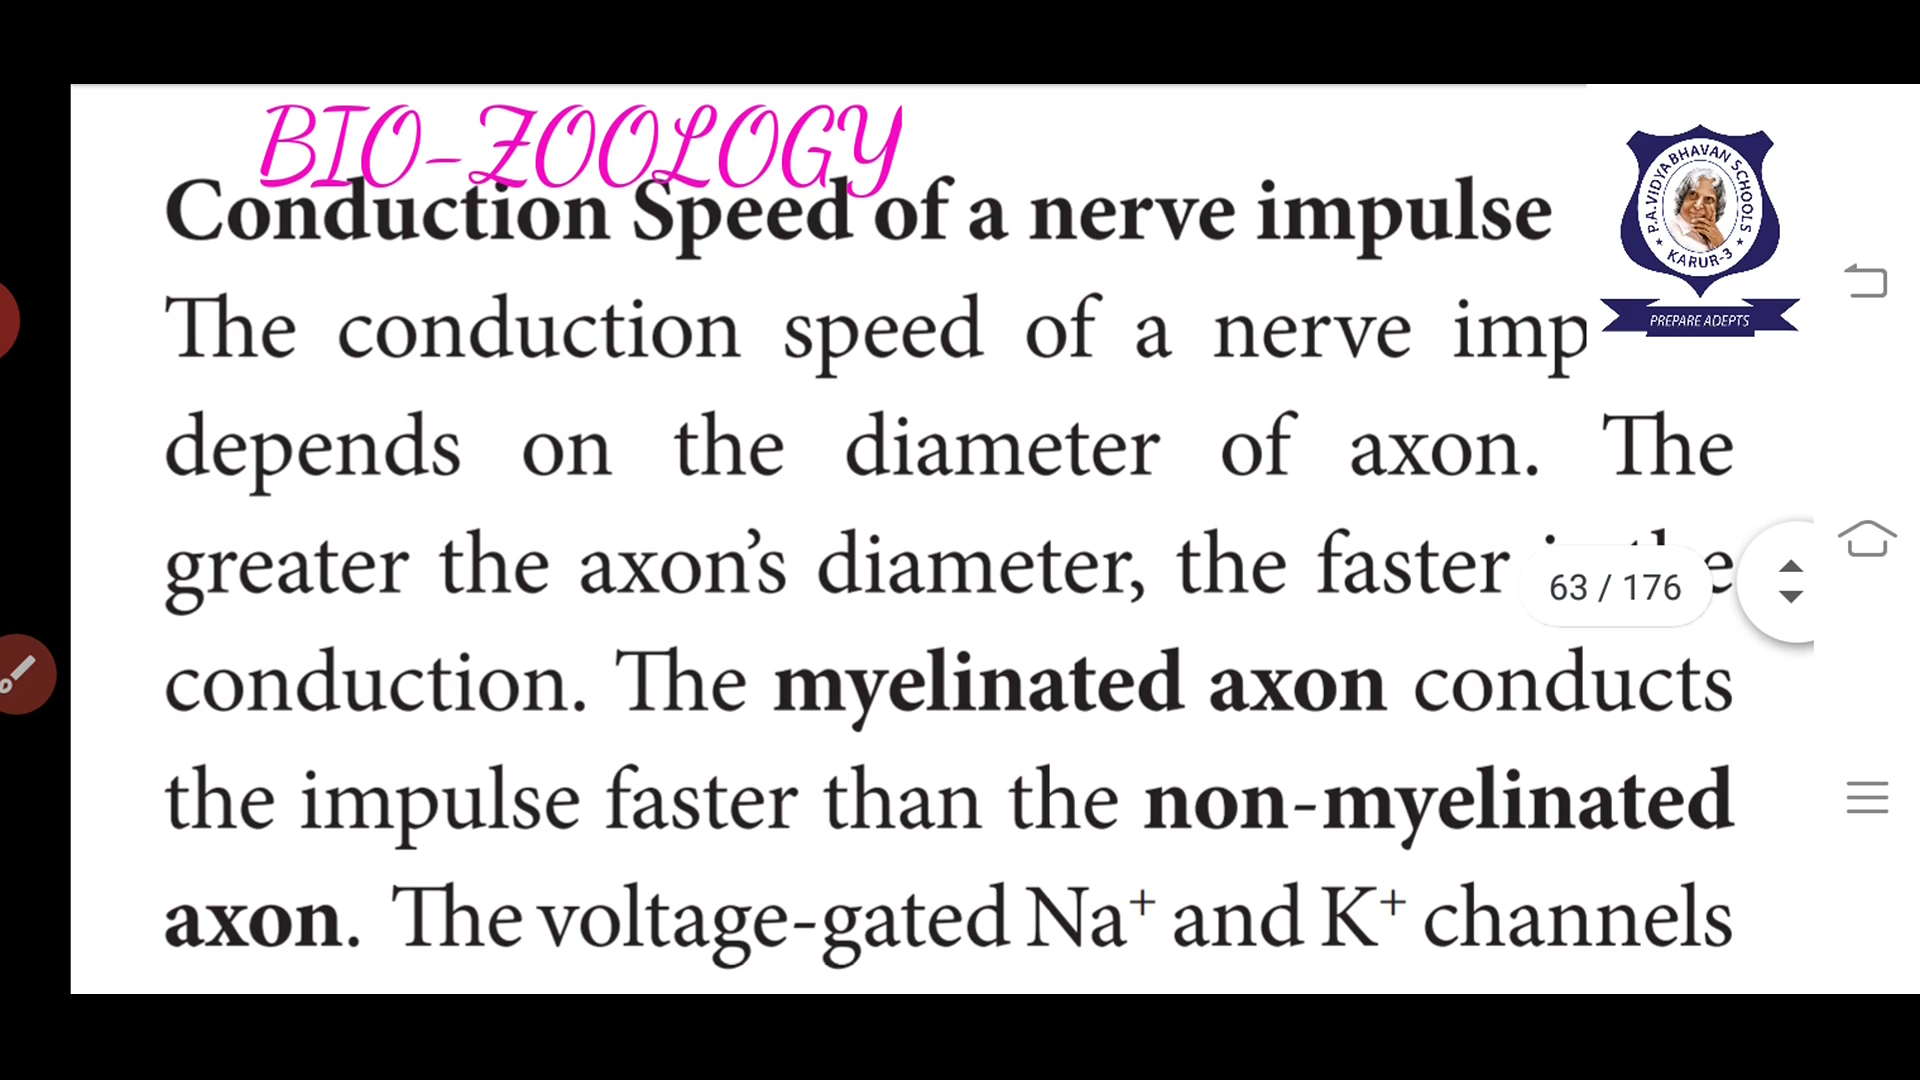 BIO-ZOOLOGY
Conduction Speed of a nerve impulse
The conduction speed of a nerve imp
depends on the diameter of axon. The
greater the axon's diameter, the faster
63 / 176
conduction. The myelinated axon conducts
the impulse faster than the non-myelinated
axon. The voltage-gated Na⁺ and K⁺ channels
P.A.VIDYA BHAVAN SCHOOLS
KARUR-3
PREPARE ADEPTS